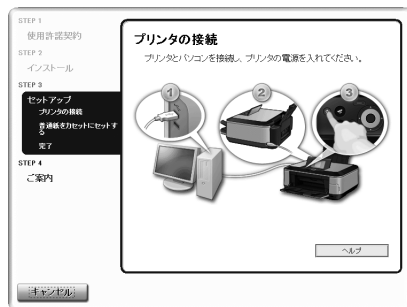 STEP 1
使用許諾契約
STEP 2
インストール
STEP 3
セットアップ
プリンタの接続
普通紙をカセットにセットす
る
完了
STEP 4
ご案内
キャンセル
プリンタの接続
プリンタとパソコンを接続し、プリンタの電源を入れてください。
1
2
3
ヘルプ